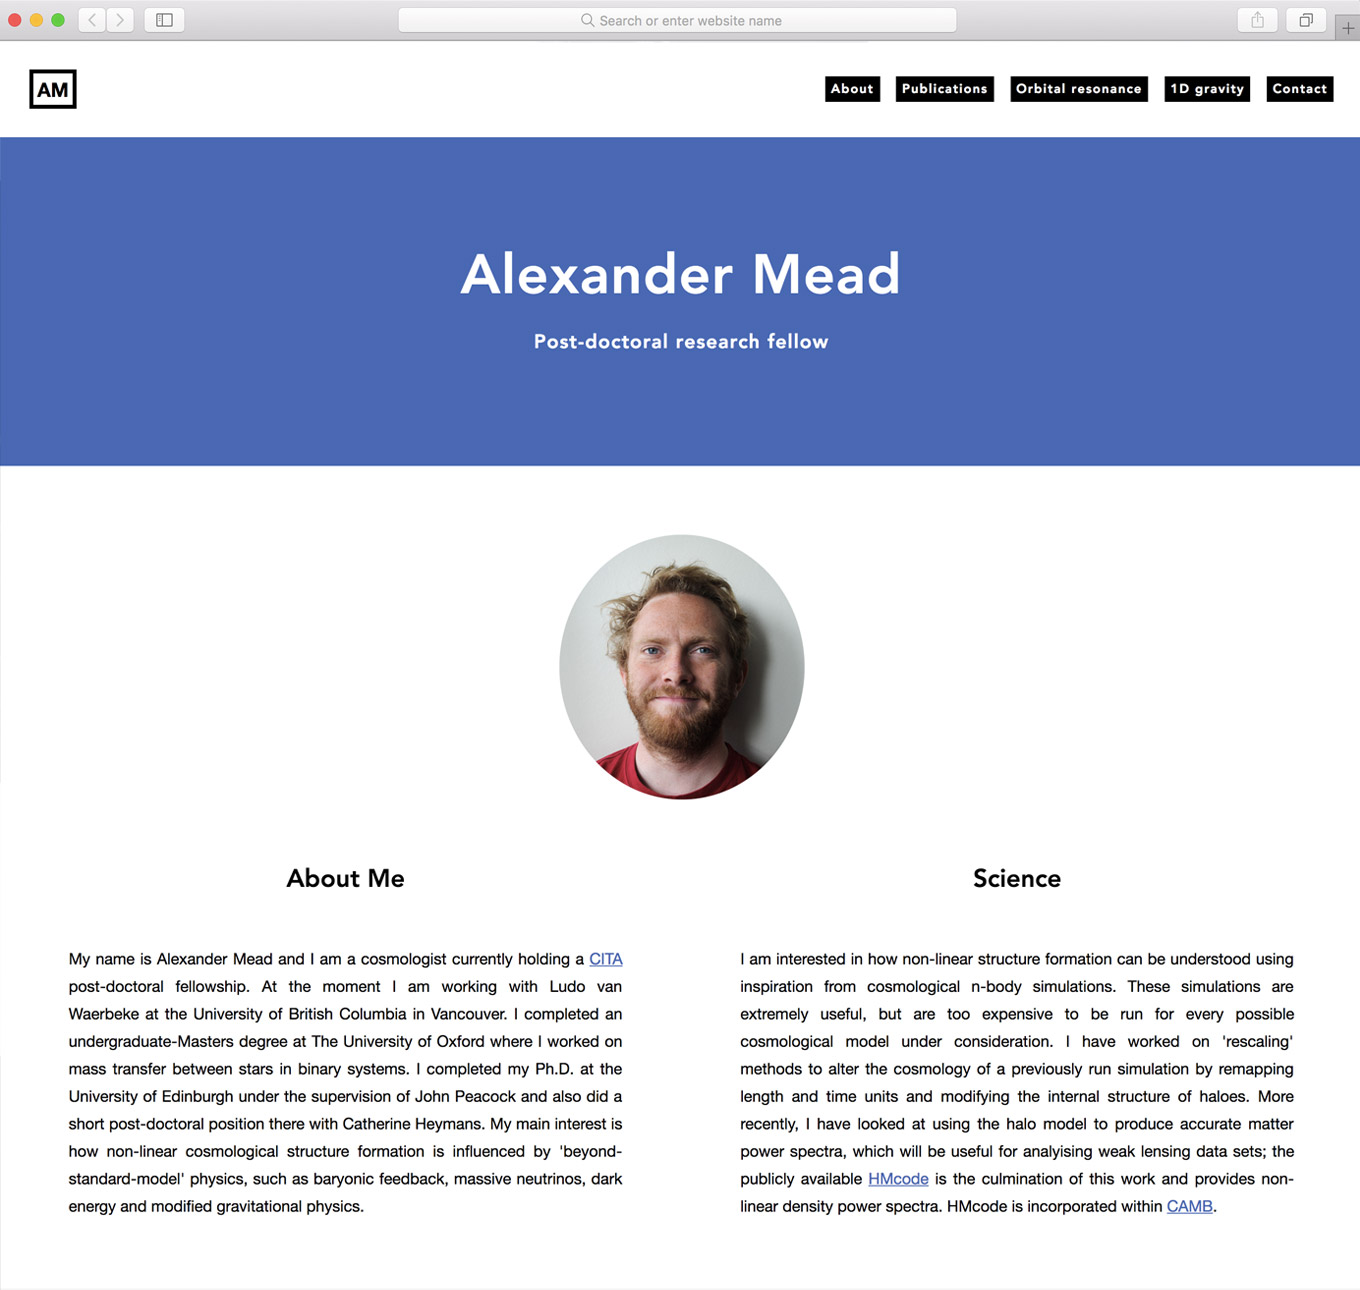 Search or enter website name
AM
About Publications Orbital resonance 1D gravity Contact
Alexander Mead
Post-doctoral research fellow
About Me
My name is Alexander Mead and I am a cosmologist currently holding a CITA
post-doctoral fellowship. At the moment I am working with Ludo van
Waerbeke at the University of British Columbia in Vancouver. I completed an
undergraduate-Masters degree at The University of Oxford where I worked on
mass transfer between stars in binary systems. I completed my Ph.D. at the
University of Edinburgh under the supervision of John Peacock and also did a
short post-doctoral position there with Catherine Heymans. My main interest is
how non-linear cosmological structure formation is influenced by 'beyond-
standard-model' physics, such as baryonic feedback, massive neutrinos, dark
energy and modified gravitational physics.
Science
I am interested in how non-linear structure formation can be understood using
inspiration from cosmological n-body simulations. These simulations are
extremely useful, but are too expensive to be run for every possible
cosmological model under consideration. I have worked on 'rescaling'
methods to alter the cosmology of a previously run simulation by remapping
length and time units and modifying the internal structure of haloes. More
recently, I have looked at using the halo model to produce accurate matter
power spectra, which will be useful for analysing weak lensing data sets; the
publicly available HMcode is the culmination of this work and provides non-
linear density power spectra. HMcode is incorporated within CAMB.